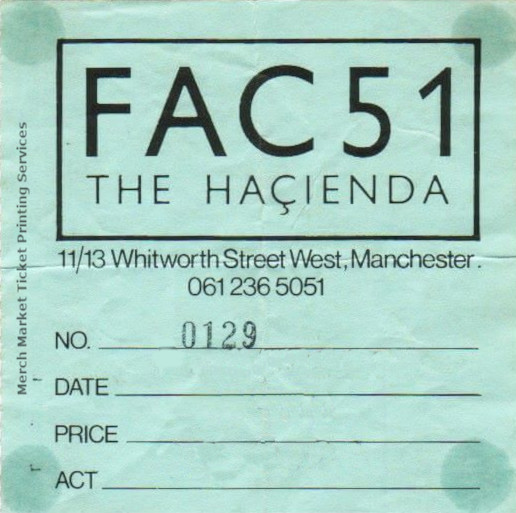 FAC 51
THE HAÇIENDA
11/13 Whitworth Street West, Manchester.
061 236 5051
NO. 0129
DATE
PRICE
ACT
Merch Market Ticket Printing Services